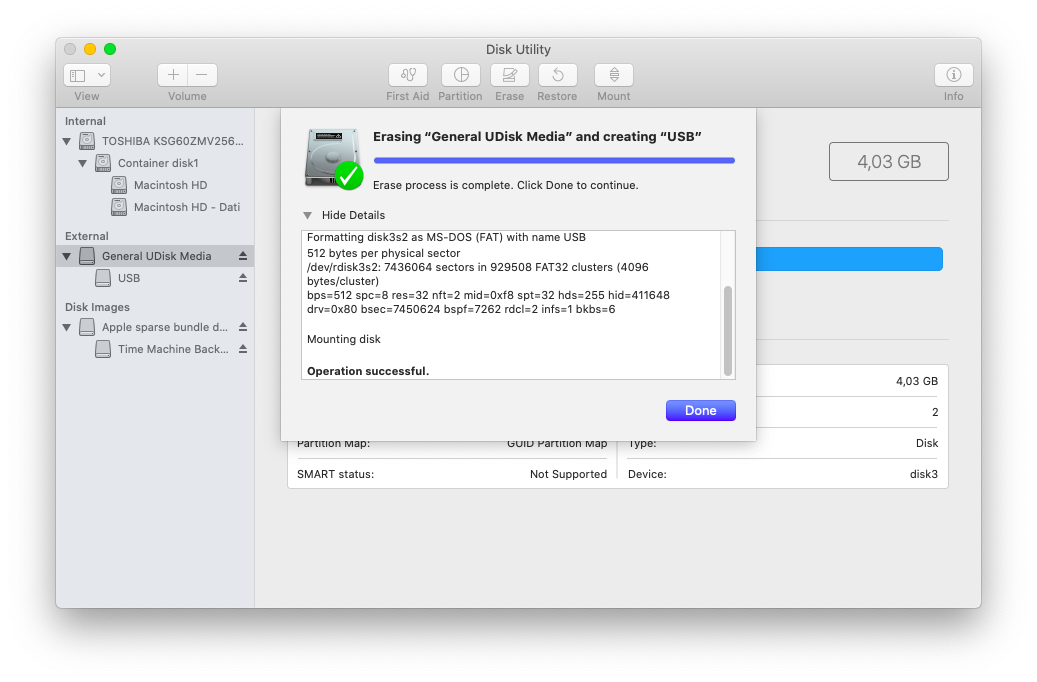 Disk Utility
View
Volume
First Aid
Partition
Erase
Restore
Mount
Info
Internal
TOSHIBA KSG60ZMV256...
Container disk1
Macintosh HD
Macintosh HD - Dati
External
General UDisk Media
USB
Disk Images
Apple sparse bundle d...
Time Machine Back...
Erasing “General UDisk Media” and creating “USB”
Erase process is complete. Click Done to continue.
Hide Details
Formatting disk3s2 as MS-DOS (FAT) with name USB
512 bytes per physical sector
/dev/rdisk3s2: 7436064 sectors in 929508 FAT32 clusters (4096
bytes/cluster)
bps=512 spc=8 res=32 nft=2 mid=0xf8 spt=32 hds=255 hid=411648
drv=0x80 bsec=7450624 bspf=7262 rdcl=2 infs=1 bkbs=6
Mounting disk
Operation successful.
Done
4,03 GB
4,03 GB
2
Partition Map:
GUID Partition Map
Type:
Disk
SMART status:
Not Supported
Device:
disk3